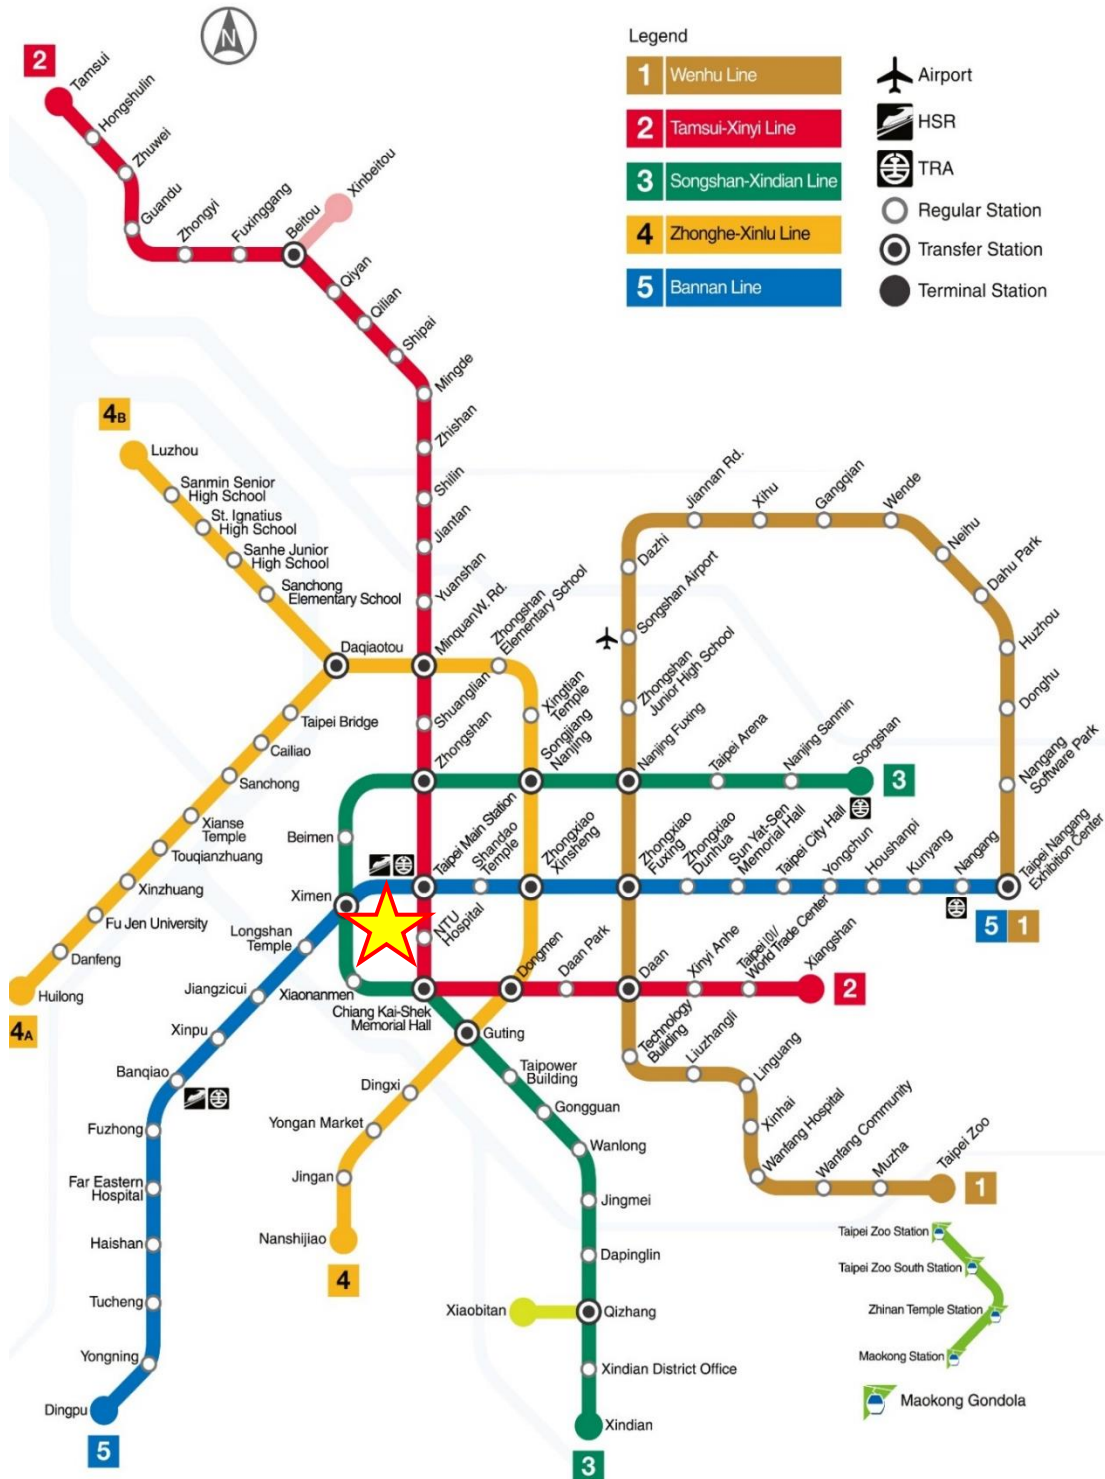 N
Legend
1 Wenhu Line
2 Tamsui-Xinyi Line
3 Songshan-Xindian Line
4 Zhonghe-Xinlu Line
5 Bannan Line
Airport
HSR
TRA
Regular Station
Transfer Station
Terminal Station
2
Tamsui
Hongshulin
Zhuwei
Guandu
Zhongyi
Fuxinggang
Beitou
Xinbeitou
Qiyan
Qilian
Shipai
Mingde
Zhishan
Shilin
Jiantan
Yuanshan
Minquan W. Rd.
Shuanglian
Zhongshan
Taipei Main Station
NTU
Hospital
Chiang Kai-Shek
Memorial Hall
Dongmen
Daan Park
Daan
Xinyi Anhe
Taipei 101/
World Trade Center
Xiangshan
2
4B
Luzhou
Sanmin Senior
High School
St. Ignatius
High School
Sanhe Junior
High School
Sanchong
Elementary School
Daqiaotou
Taipei Bridge
Cailiao
Sanchong
Xianse
Temple
Touqianzhuang
Xinzhuang
Fu Jen University
Danfeng
Huilong
4A
Zhongshan
Elementary School
Xingtian
Temple
Songjiang
Nanjing
Zhongxiao
Xinsheng
Guting
Dingxi
Yongan Market
Jingan
Nanshijiao
4
Dazhi
Jiannan Rd.
Xihu
Gangqian
Wende
Neihu
Dahu Park
Huzhou
Donghu
Nangang
Software Park
Taipei Nangang
Exhibition Center
5 1
Songshan Airport
Zhongshan
Junior High School
Nanjing Fuxing
Taipei Arena
Nanjing Sanmin
Songshan
3
Beimen
Ximen
Xiaonanmen
Shandao
Temple
Zhongxiao
Fuxing
Zhongxiao
Dunhua
Sun Yat-Sen
Memorial Hall
Taipei City Hall
Yongchun
Houshanpi
Kunyang
Nangang
Longshan
Temple
Jiangzicui
Xinpu
Banqiao
Fuzhong
Far Eastern
Hospital
Haishan
Tucheng
Yongning
Dingpu
5
Technology
Building
Liuzhangli
Linguang
Xinhai
Wanfang Hospital
Wanfang Community
Muzha
Taipei Zoo
1
Taipower
Building
Gongguan
Wanlong
Jingmei
Dapinglin
Xiaobitan
Qizhang
Xindian District Office
Xindian
3
Taipei Zoo Station
Taipei Zoo South Station
Zhinan Temple Station
Maokong Station
Maokong Gondola